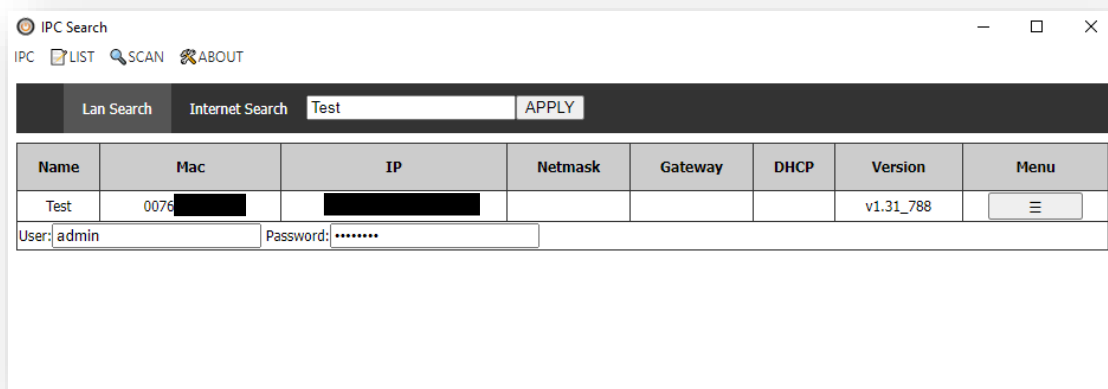 IPC Search
IPC LIST SCAN ABOUT
Lan Search Internet Search Test APPLY
Name Mac IP Netmask Gateway DHCP Version Menu
Test 0076 v1.31_788 ☰
User: admin Password: ••••••••